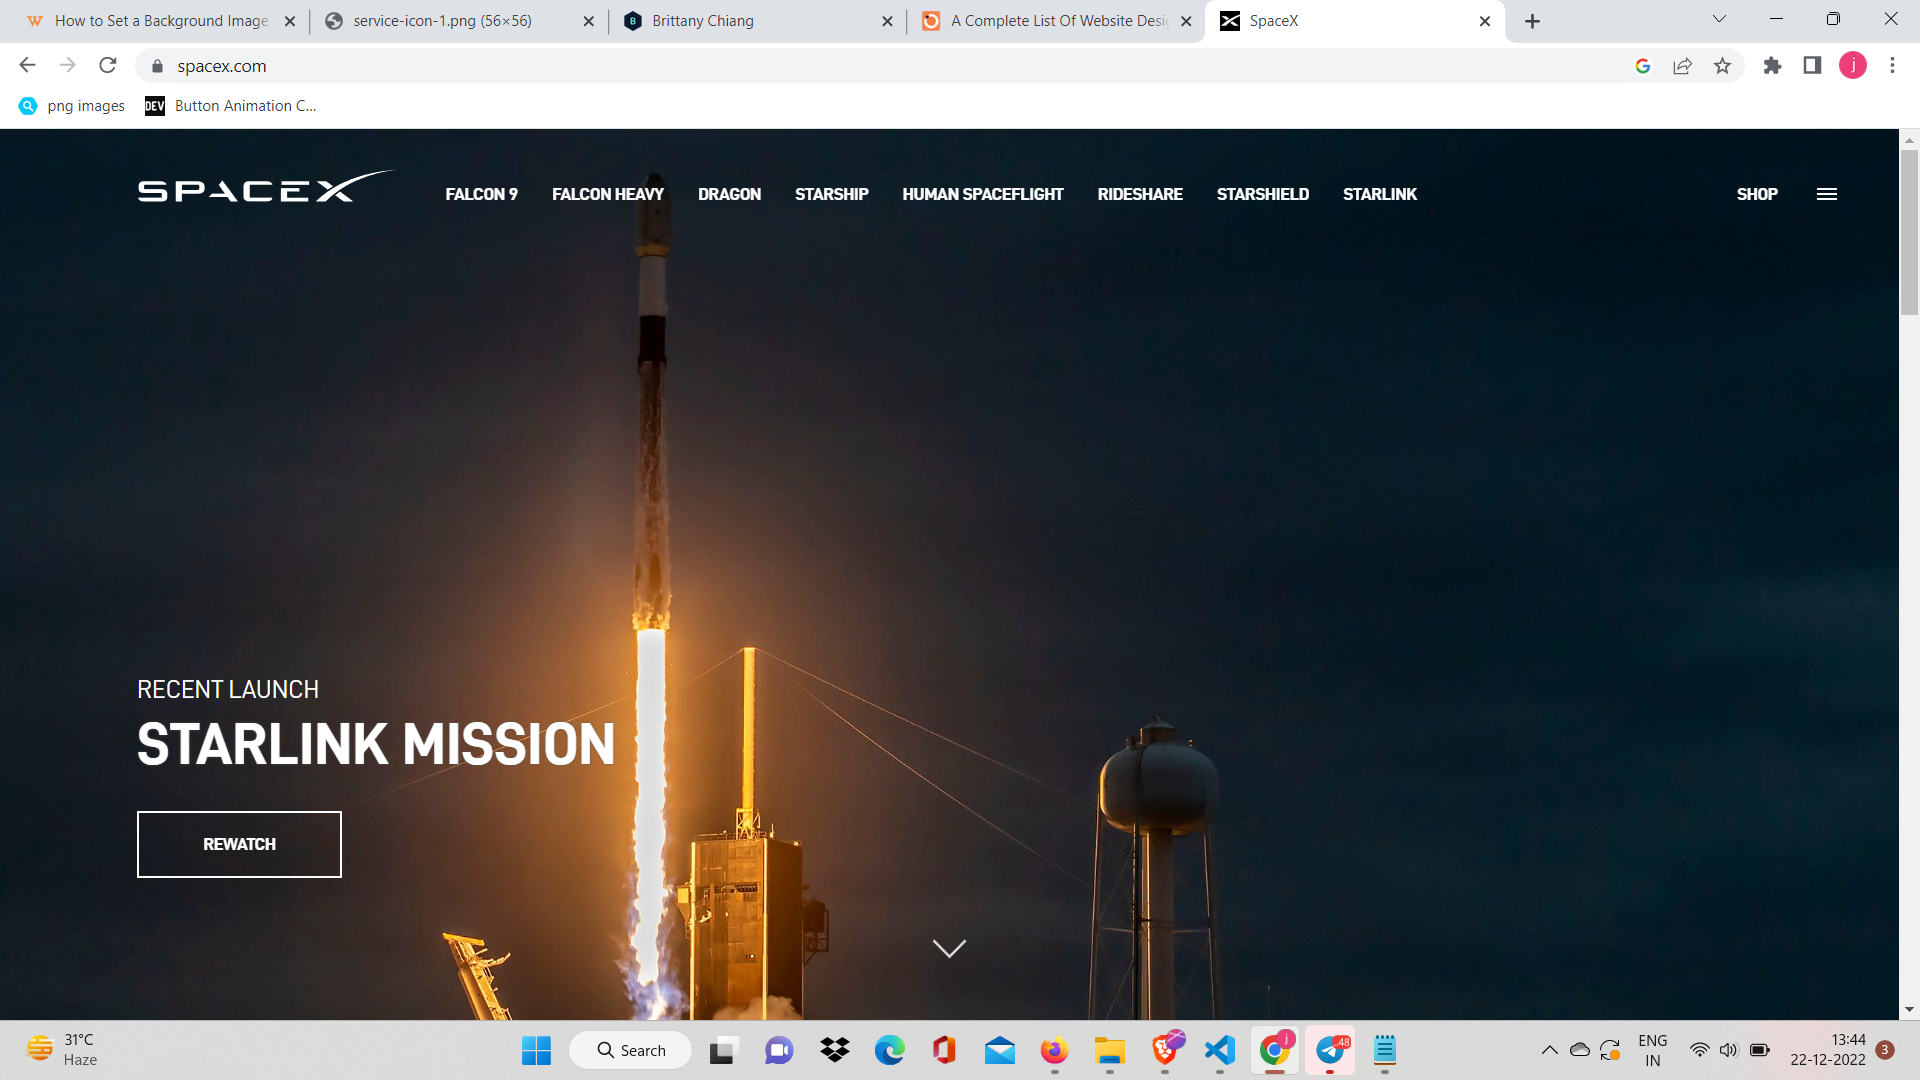 How to Set a Background Image
service-icon-1.png (56×56)
Brittany Chiang
A Complete List Of Website Desig
SpaceX
spacex.com
j
png images
DEV Button Animation C...
SPACEX
FALCON 9
FALCON HEAVY
DRAGON
STARSHIP
HUMAN SPACEFLIGHT
RIDESHARE
STARSHIELD
STARLINK
SHOP
RECENT LAUNCH
STARLINK MISSION
REWATCH
31°C
Haze
Search
j
..48
ENG
IN
13:44
22-12-2022
3